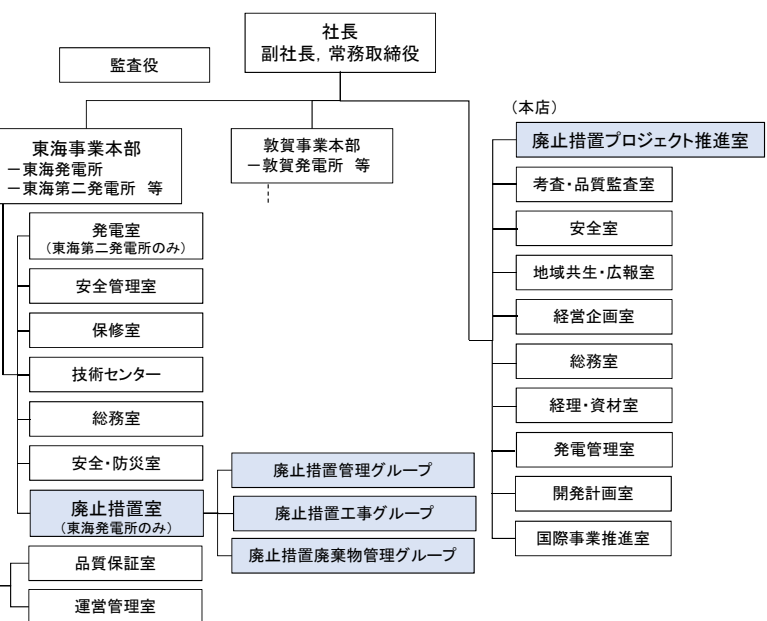 社長
副社長，常務取締役
監査役
東海事業本部
－東海発電所
－東海第二発電所 等
敦賀事業本部
－敦賀発電所 等
発電室
（東海第二発電所のみ）
安全管理室
保修室
技術センター
総務室
安全・防災室
廃止措置室
（東海発電所のみ）
品質保証室
運営管理室
廃止措置管理グループ
廃止措置工事グループ
廃止措置廃棄物管理グループ
（本店）
廃止措置プロジェクト推進室
考査・品質監査室
安全室
地域共生・広報室
経営企画室
総務室
経理・資材室
発電管理室
開発計画室
国際事業推進室